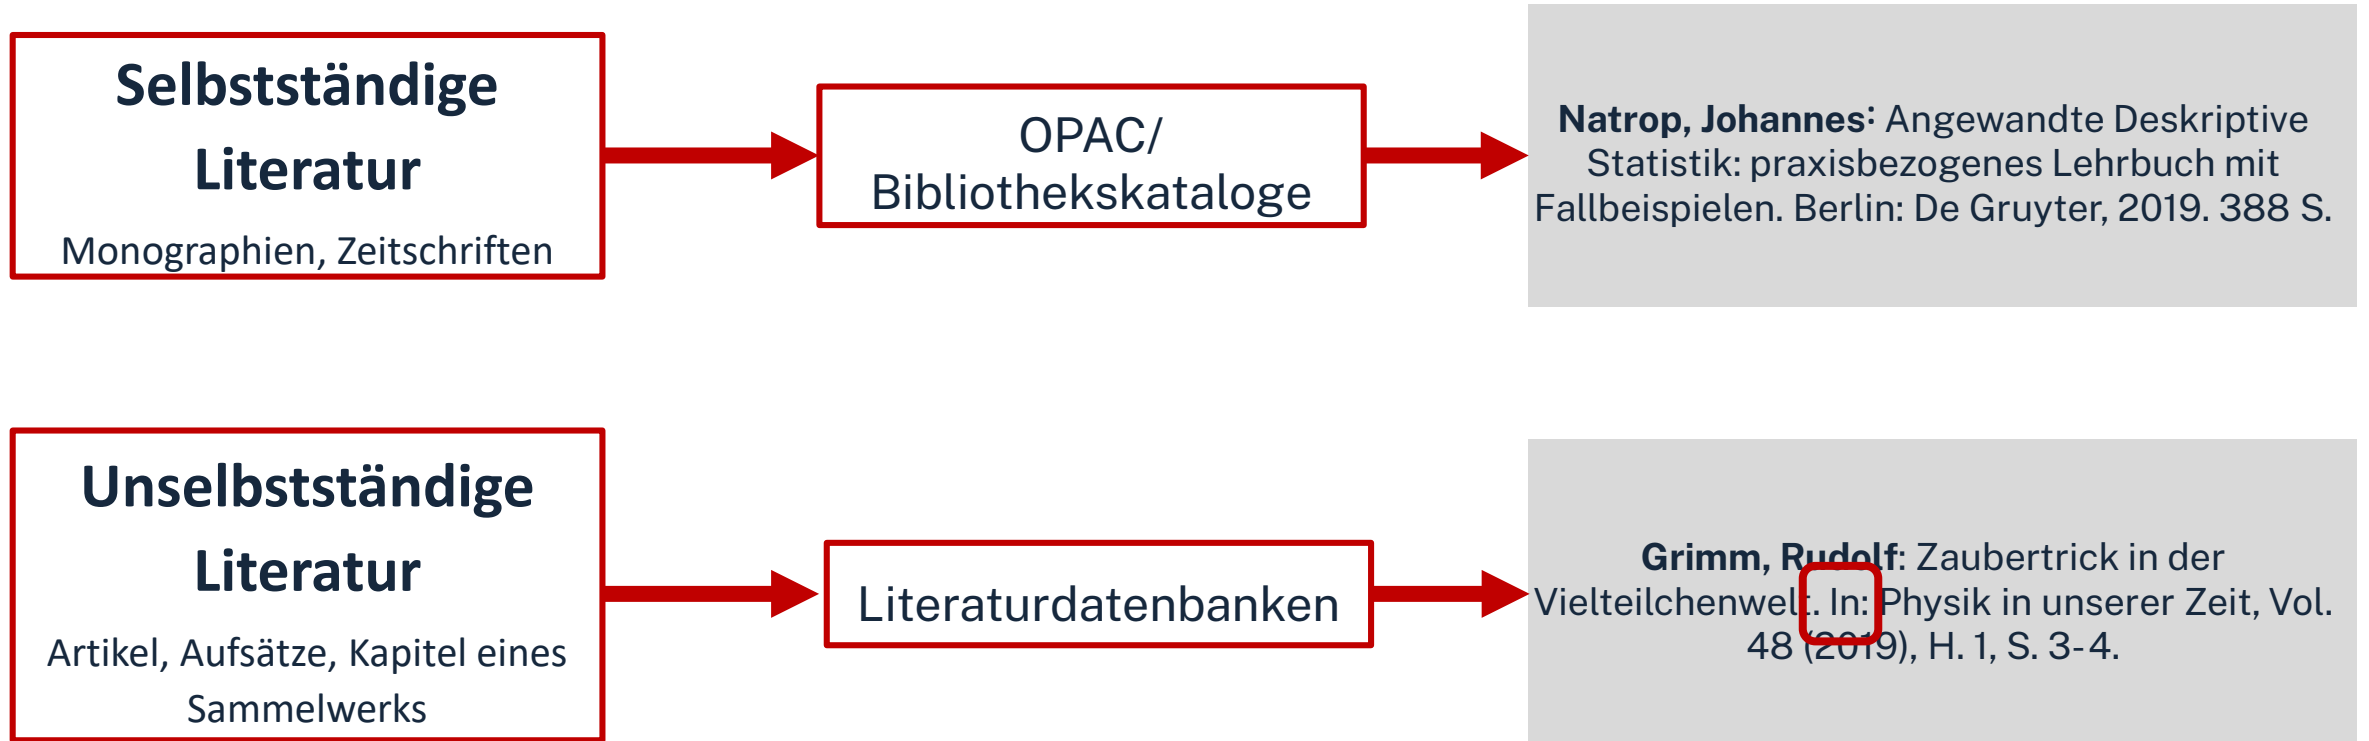 Selbstständige
Literatur
Monographien, Zeitschriften
OPAC/
Bibliothekskataloge
Natrop, Johannes: Angewandte Deskriptive
Statistik: praxisbezogenes Lehrbuch mit
Fallbeispielen. Berlin: De Gruyter, 2019. 388 S.
Unselbstständige
Literatur
Artikel, Aufsätze, Kapitel eines
Sammelwerks
Literaturdatenbanken
Grimm, Rudolf: Zaubertrick in der
Vielteilchenwelt. In: Physik in unserer Zeit, Vol.
48 (2019), H. 1, S. 3-4.